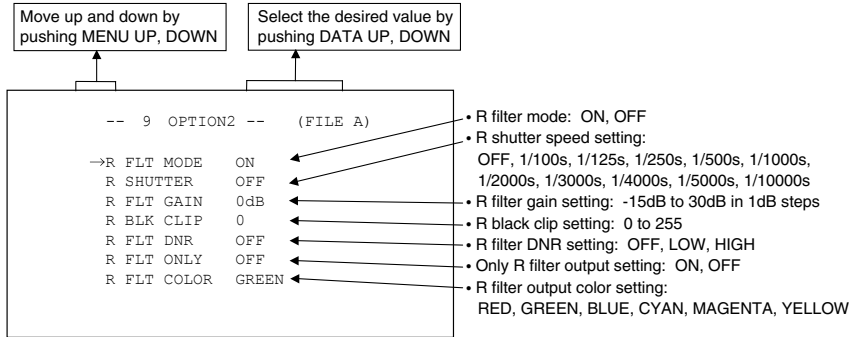 Move up and down by
pushing MENU UP, DOWN
Select the desired value by
pushing DATA UP, DOWN
-- 9 OPTION2 -- (FILE A)
→R FLT MODE ON
R SHUTTER OFF
R FLT GAIN 0dB
R BLK CLIP 0
R FLT DNR OFF
R FLT ONLY OFF
R FLT COLOR GREEN
• R filter mode: ON, OFF
• R shutter speed setting:
OFF, 1/100s, 1/125s, 1/250s, 1/500s, 1/1000s,
1/2000s, 1/3000s, 1/4000s, 1/5000s, 1/10000s
• R filter gain setting: -15dB to 30dB in 1dB steps
• R black clip setting: 0 to 255
• R filter DNR setting: OFF, LOW, HIGH
• Only R filter output setting: ON, OFF
• R filter output color setting:
RED, GREEN, BLUE, CYAN, MAGENTA, YELLOW